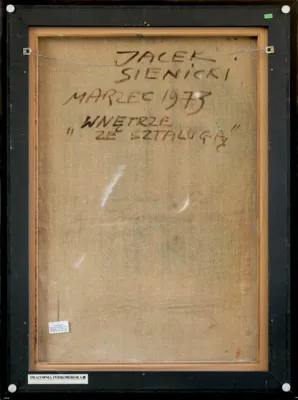 JACEK
SIENICKI
MARZEC 1973
„WNĘTRZE
ZE SZTALUGĄ”